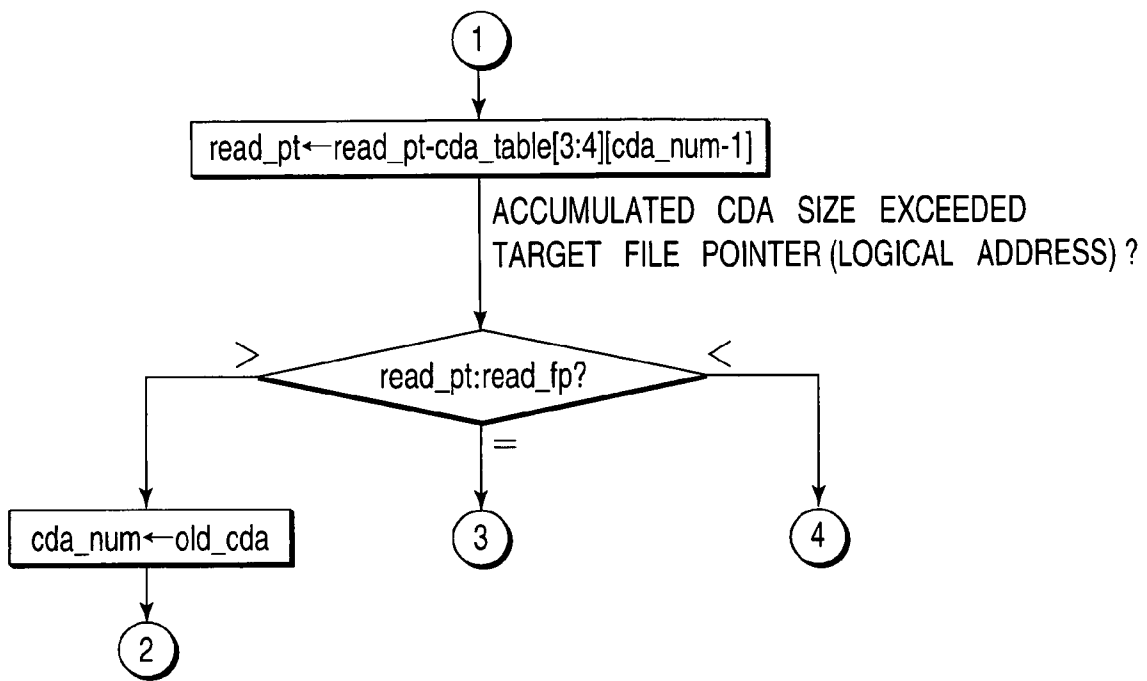 1
read_pt←read_pt-cda_table[3:4][cda_num-1]
ACCUMULATED CDA SIZE EXCEEDED
TARGET FILE POINTER (LOGICAL ADDRESS) ?
>
<
read_pt:read_fp?
=
cda_num←old_cda
3
4
2